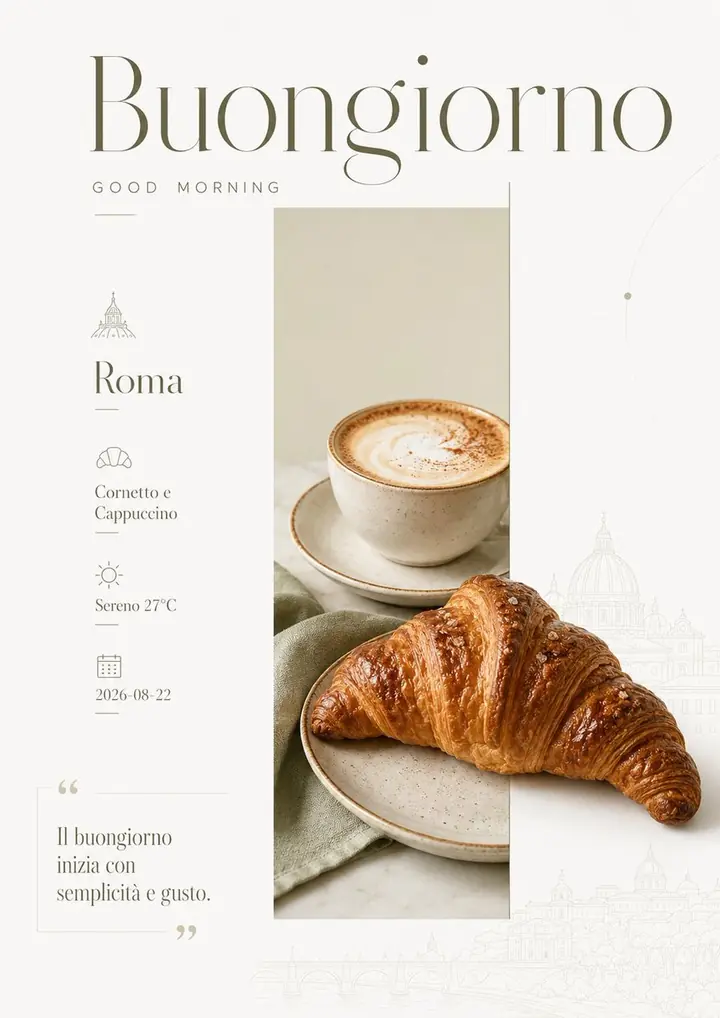 Buongiorno
GOOD MORNING
Roma
Cornetto e
Cappuccino
Sereno 27°C
2026-08-22
“
Il buongiorno
inizia con
semplicità e gusto.
”